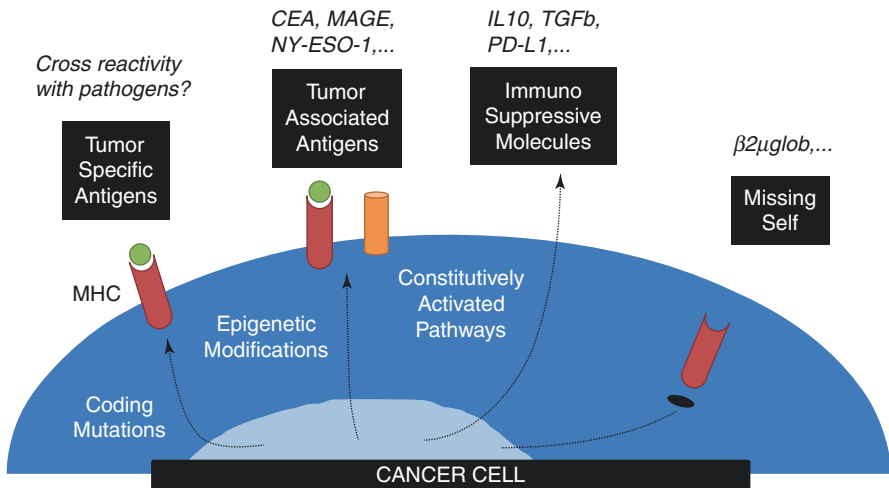 Cross reactivity
with pathogens?
Tumor
Specific
Antigens
CEA, MAGE,
NY-ESO-1,...
Tumor
Associated
Antigens
IL10, TGFb,
PD-L1,...
Immuno
Suppressive
Molecules
β2μglob,...
Missing
Self
MHC
Coding
Mutations
Epigenetic
Modifications
Constitutively
Activated
Pathways
CANCER CELL